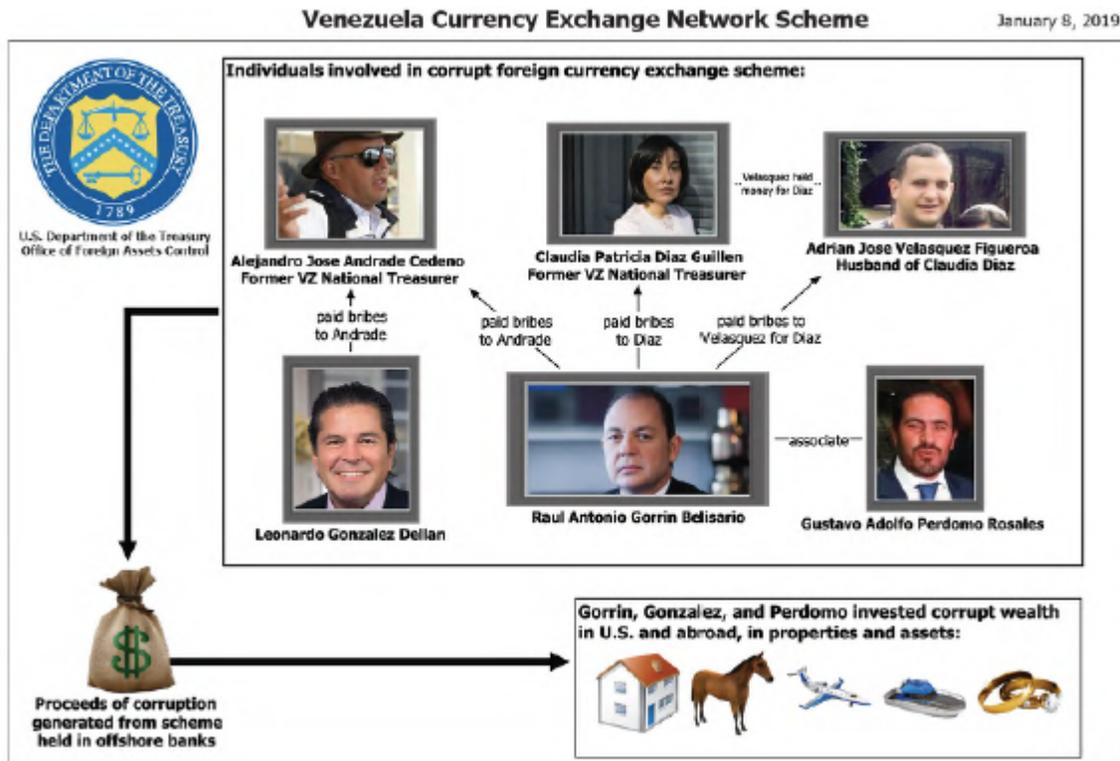 Venezuela Currency Exchange Network Scheme
January 8, 2019
THE DEPARTMENT OF THE TREASURY
1789
U.S. Department of the Treasury
Office of Foreign Assets Control
Individuals involved in corrupt foreign currency exchange scheme:
Alejandro Jose Andrade Cedeno
Former VZ National Treasurer
Claudia Patricia Diaz Guillen
Former VZ National Treasurer
Velasquez held
money for Diaz
Adrian Jose Velasquez Figueroa
Husband of Claudia Diaz
paid bribes
to Andrade
paid bribes
to Andrade
paid bribes
to Diaz
paid bribes to
Velasquez for Diaz
Leonardo Gonzalez Dellan
Raul Antonio Gorrin Belisario
associate
Gustavo Adolfo Perdomo Rosales
$
Proceeds of corruption
generated from scheme
held in offshore banks
Gorrin, Gonzalez, and Perdomo invested corrupt wealth
in U.S. and abroad, in properties and assets: